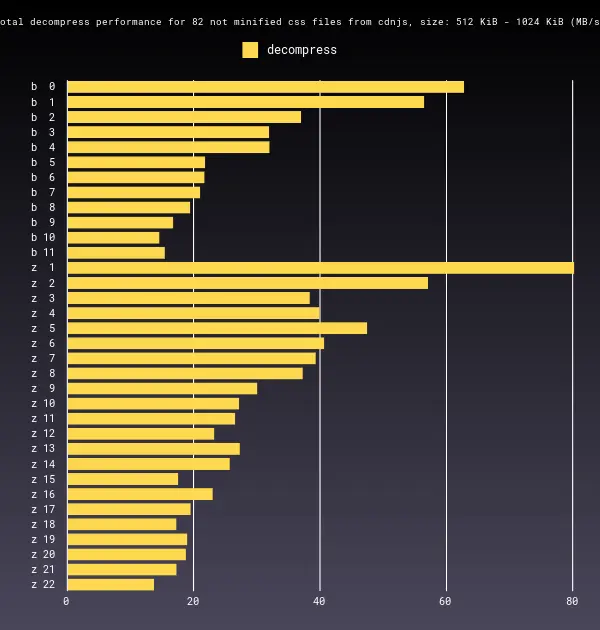 otal decompress performance for 82 not minified css files from cdnjs, size: 512 KiB - 1024 KiB (MB/s
decompress
b 0
b 1
b 2
b 3
b 4
b 5
b 6
b 7
b 8
b 9
b 10
b 11
z 1
z 2
z 3
z 4
z 5
z 6
z 7
z 8
z 9
z 10
z 11
z 12
z 13
z 14
z 15
z 16
z 17
z 18
z 19
z 20
z 21
z 22
0 20 40 60 80